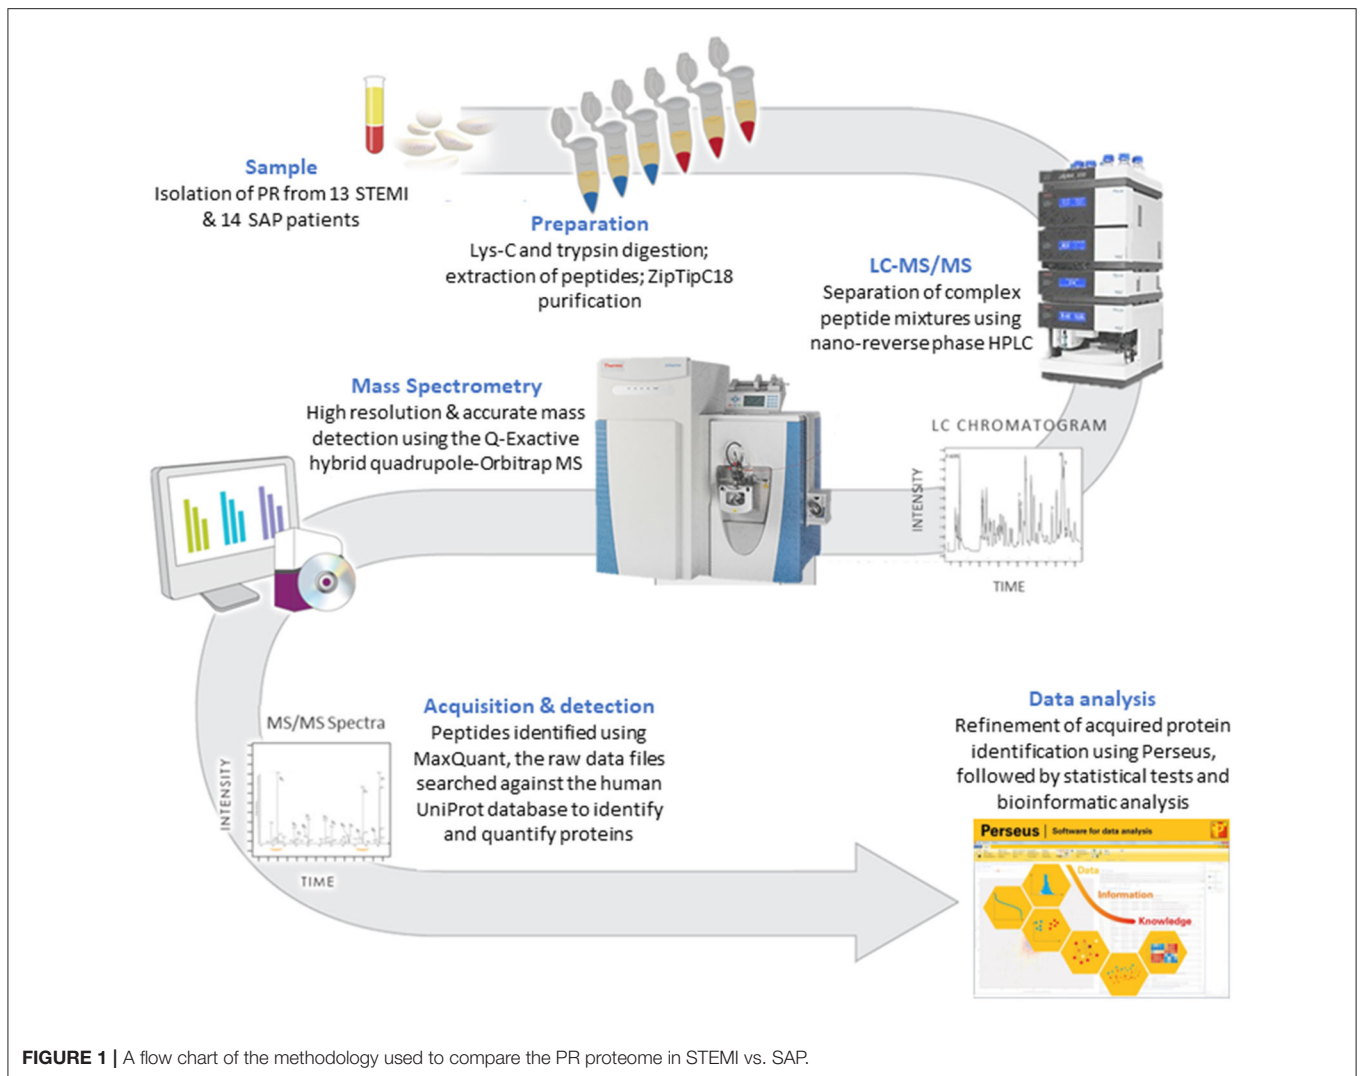 Sample
Isolation of PR from 13 STEMI
& 14 SAP patients
Preparation
Lys-C and trypsin digestion;
extraction of peptides; ZipTipC18
purification
LC-MS/MS
Separation of complex
peptide mixtures using
nano-reverse phase HPLC
Mass Spectrometry
High resolution & accurate mass
detection using the Q-Exactive
hybrid quadrupole-Orbitrap MS
Thermo
LC CHROMATOGRAM
INTENSITY
TIME
MS/MS Spectra
INTENSITY
TIME
Acquisition & detection
Peptides identified using
MaxQuant, the raw data files
searched against the human
UniProt database to identify
and quantify proteins
Data analysis
Refinement of acquired protein
identification using Perseus,
followed by statistical tests and
bioinformatic analysis
Perseus | Software for data analysis
P
Data
Information
Knowledge
FIGURE 1 | A flow chart of the methodology used to compare the PR proteome in STEMI vs. SAP.